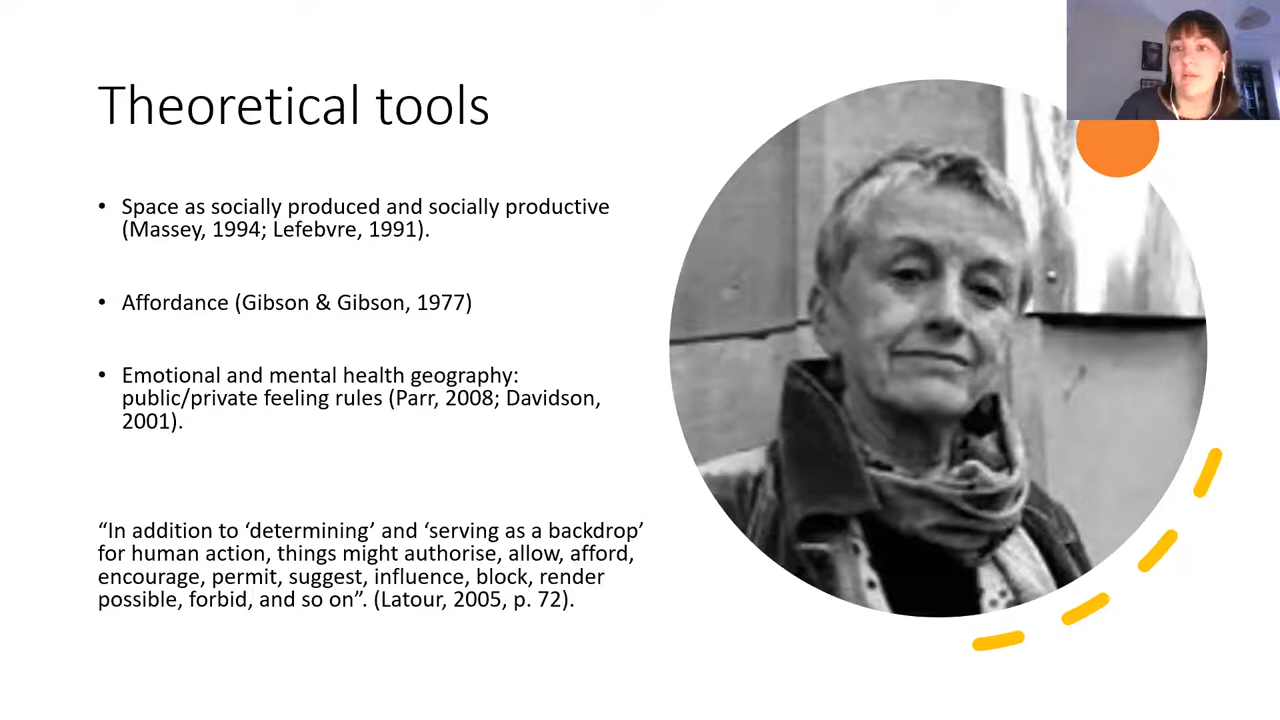 Theoretical tools
• Space as socially produced and socially productive
(Massey, 1994; Lefebvre, 1991).
• Affordance (Gibson & Gibson, 1977)
• Emotional and mental health geography:
public/private feeling rules (Parr, 2008; Davidson,
2001).
“In addition to ‘determining’ and ‘serving as a backdrop’
for human action, things might authorise, allow, afford,
encourage, permit, suggest, influence, block, render
possible, forbid, and so on”. (Latour, 2005, p. 72).